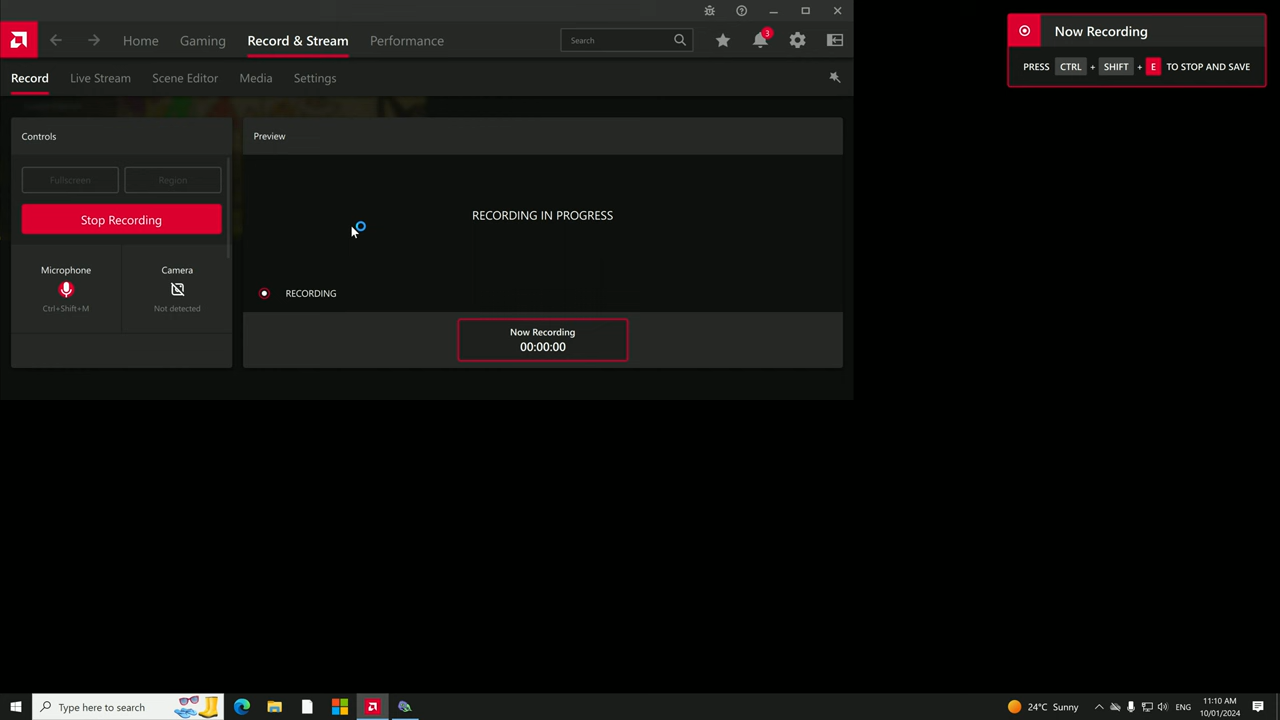 Home Gaming Record & Stream Performance Search 3
Record Live Stream Scene Editor Media Settings
Now Recording
PRESS CTRL + SHIFT + E TO STOP AND SAVE
Controls
Fullscreen Region
Stop Recording
Microphone Camera
Ctrl+Shift+M Not detected
Preview
RECORDING IN PROGRESS
RECORDING
Now Recording
00:00:00
Type here to search
24°C Sunny
ENG
11:10 AM
10/01/2024